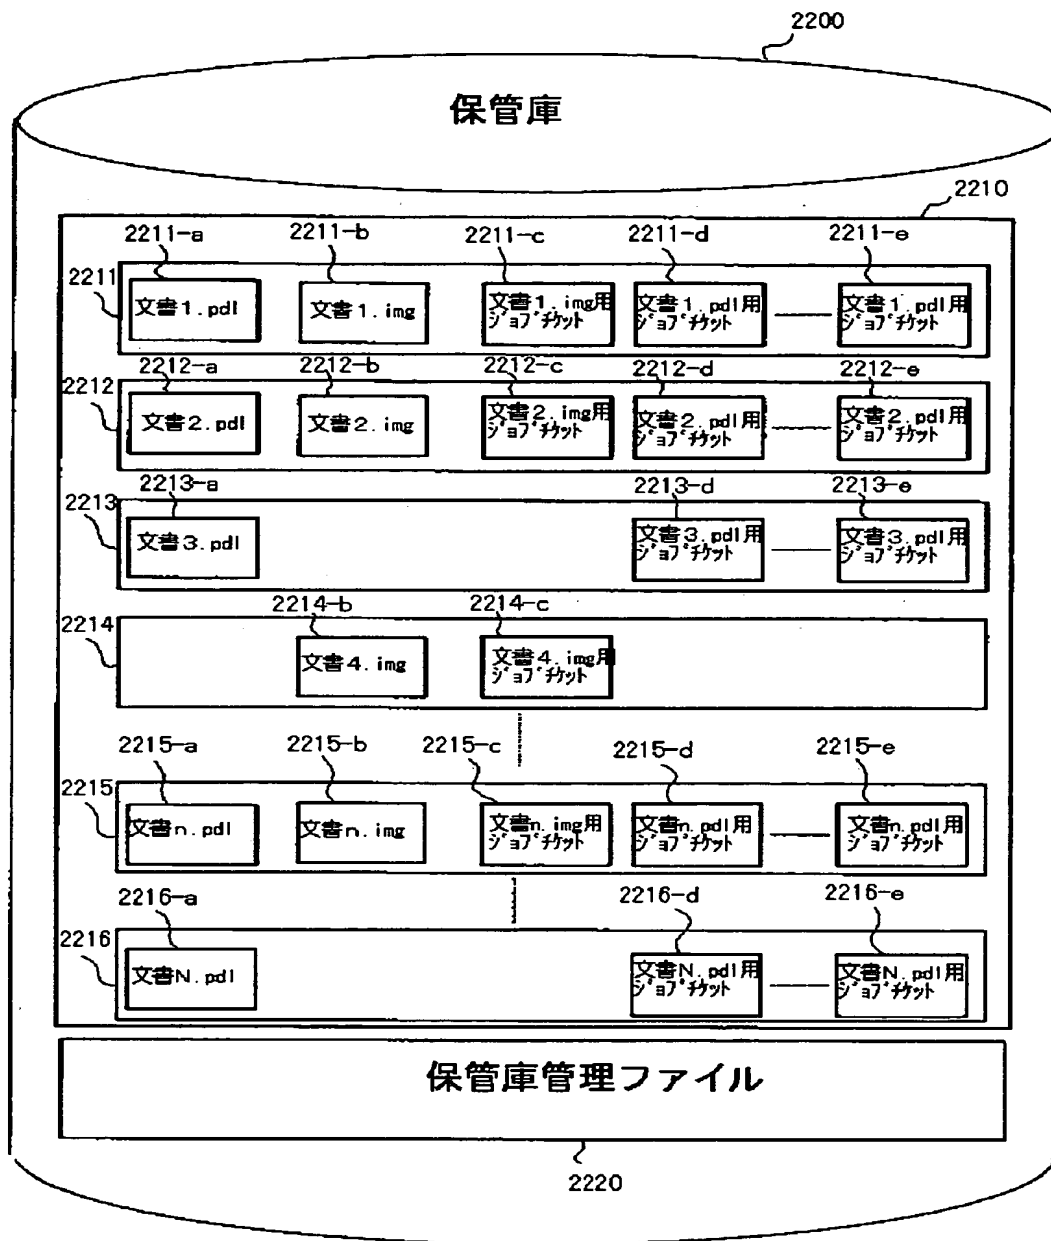 2200
保管庫
2210
2211-a
2211-b
2211-c
2211-d
2211-e
2211
文書1.pdl
文書1.img
文書1.img用
ジョブチケット
文書1.pdl用
ジョブチケット
文書1.pdl用
ジョブチケット
2212-a
2212-b
2212-c
2212-d
2212-e
2212
文書2.pdl
文書2.img
文書2.img用
ジョブチケット
文書2.pdl用
ジョブチケット
文書2.pdl用
ジョブチケット
2213-a
2213-d
2213-e
2213
文書3.pdl
文書3.pdl用
ジョブチケット
文書3.pdl用
ジョブチケット
2214-b
2214-c
2214
文書4.img
文書4.img用
ジョブチケット
2215-a
2215-b
2215-c
2215-d
2215-e
2215
文書n.pdl
文書n.img
文書n.img用
ジョブチケット
文書n.pdl用
ジョブチケット
文書n.pdl用
ジョブチケット
2216-a
2216-d
2216-e
2216
文書N.pdl
文書N.pdl用
ジョブチケット
文書N.pdl用
ジョブチケット
保管庫管理ファイル
2220